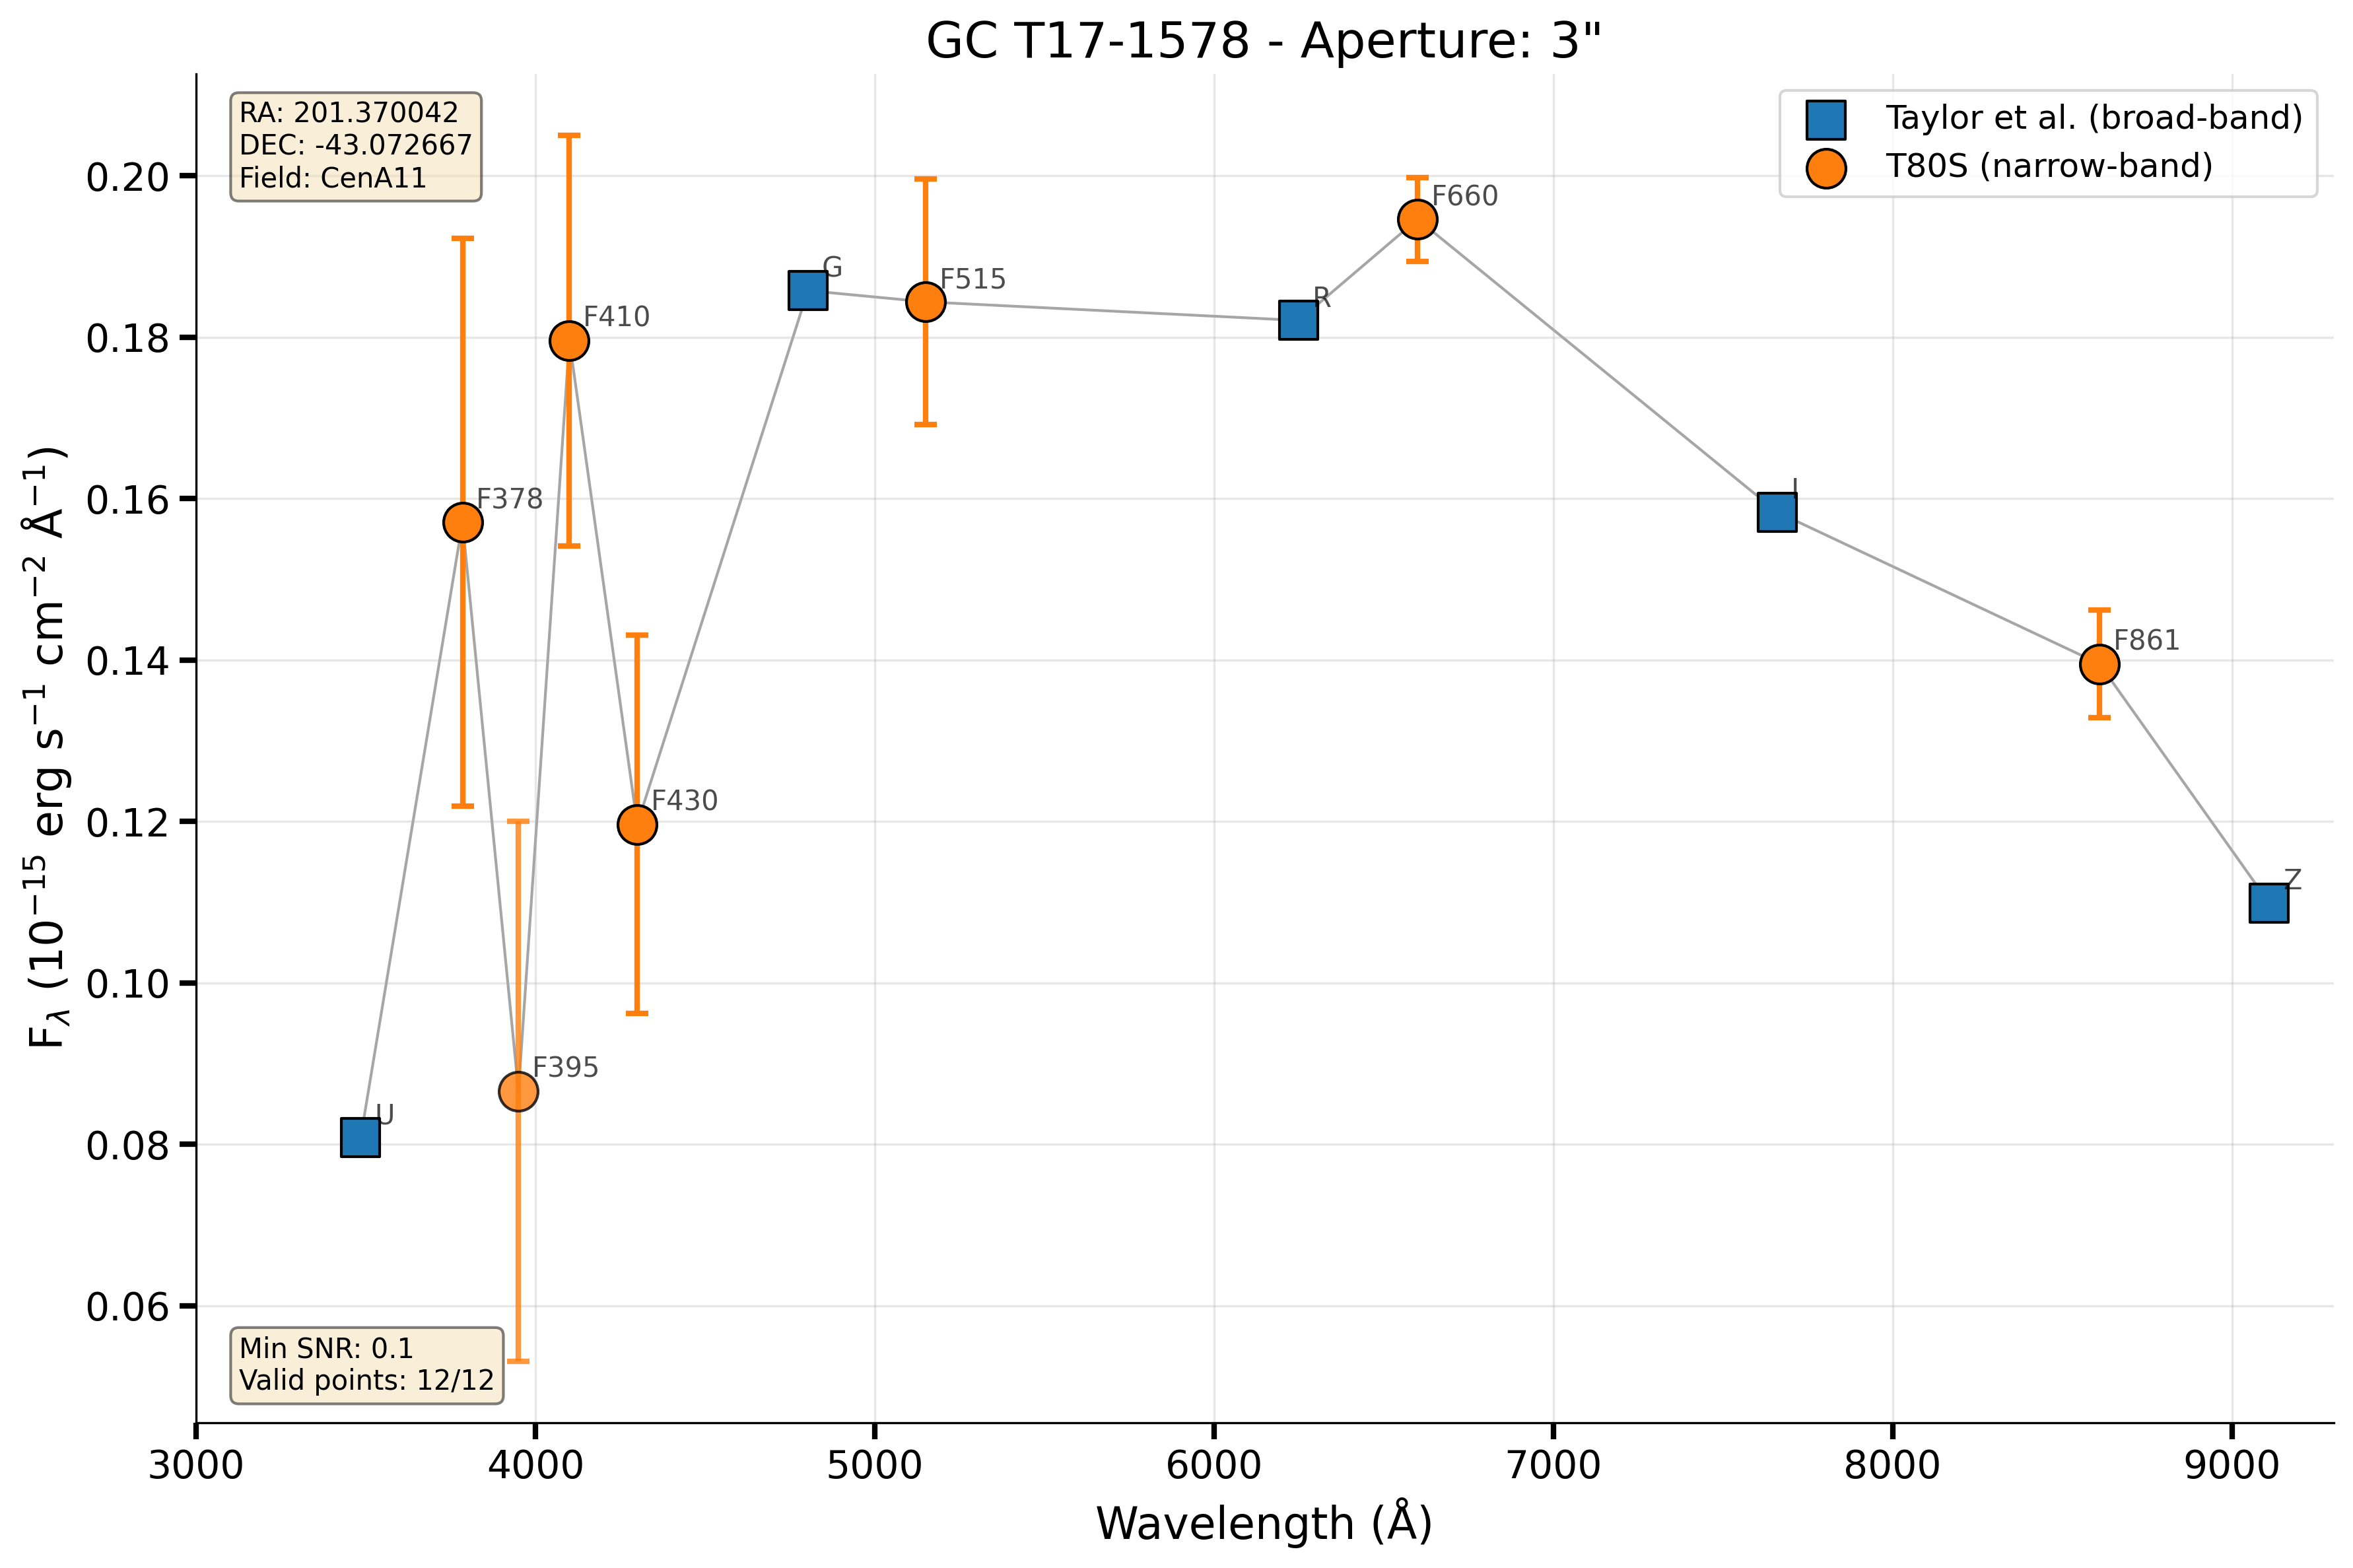 GC T17-1578 - Aperture: 3"
RA: 201.370042
DEC: -43.072667
Field: CenA11
Taylor et al. (broad-band)
T80S (narrow-band)
F660
G
F515
R
F410
F378
I
F861
F430
Z
F395
U
Min SNR: 0.1
Valid points: 12/12
0.20
0.18
0.16
0.14
0.12
0.10
0.08
0.06
F$_{λ}$ (10$^{−15}$ erg s$^{−1}$ cm$^{−2}$ Å$^{−1}$)
3000 4000 5000 6000 7000 8000 9000
Wavelength (Å)